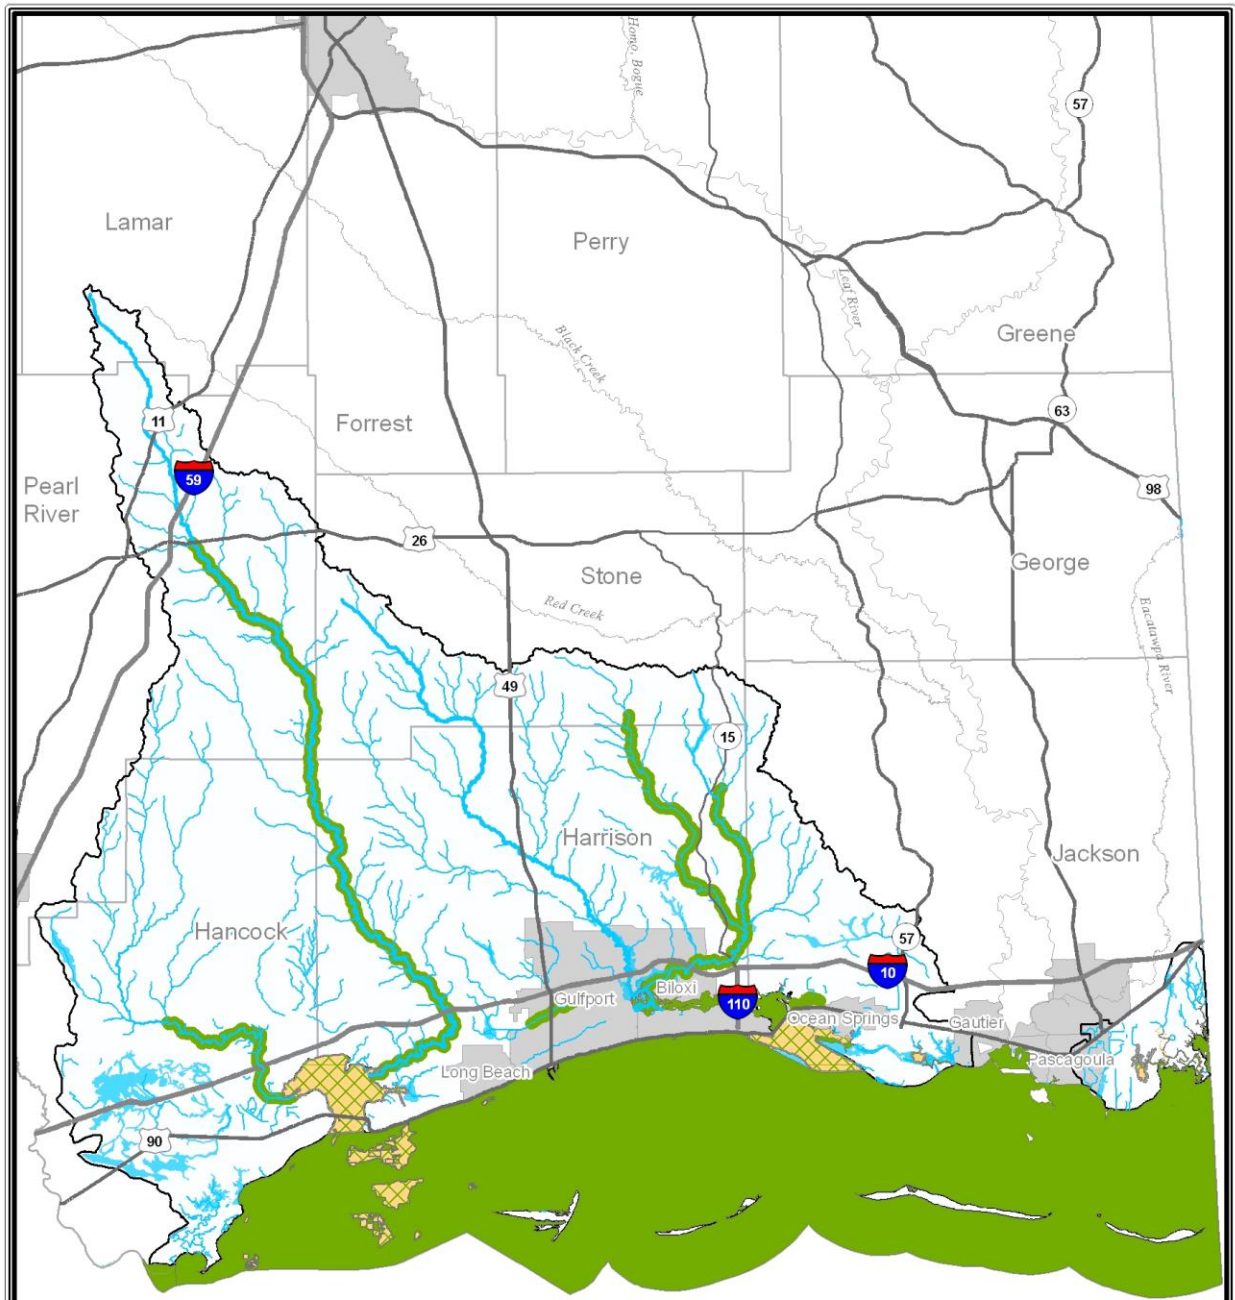 Homo, Bogue
57
Lamar
Perry
Leaf River
Greene
Black Creek
11
Forrest
63
59
Pearl
River
98
26
Stone
George
Red Creek
Escatawpa River
49
15
Harrison
Jackson
Hancock
57
10
Biloxi
Gulfport
110
Ocean Springs
Gautier
Long Beach
Pascagoula
90